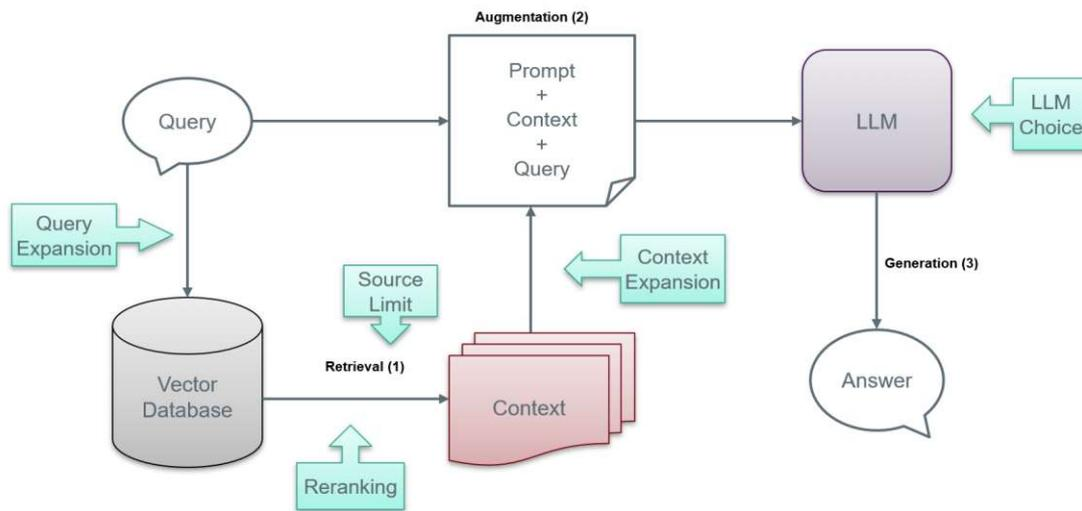 Augmentation (2)
Prompt
+
Context
+
Query
Query
LLM
LLM
Choice
Query
Expansion
Context
Expansion
Source
Limit
Generation (3)
Retrieval (1)
Vector
Database
Context
Answer
Reranking